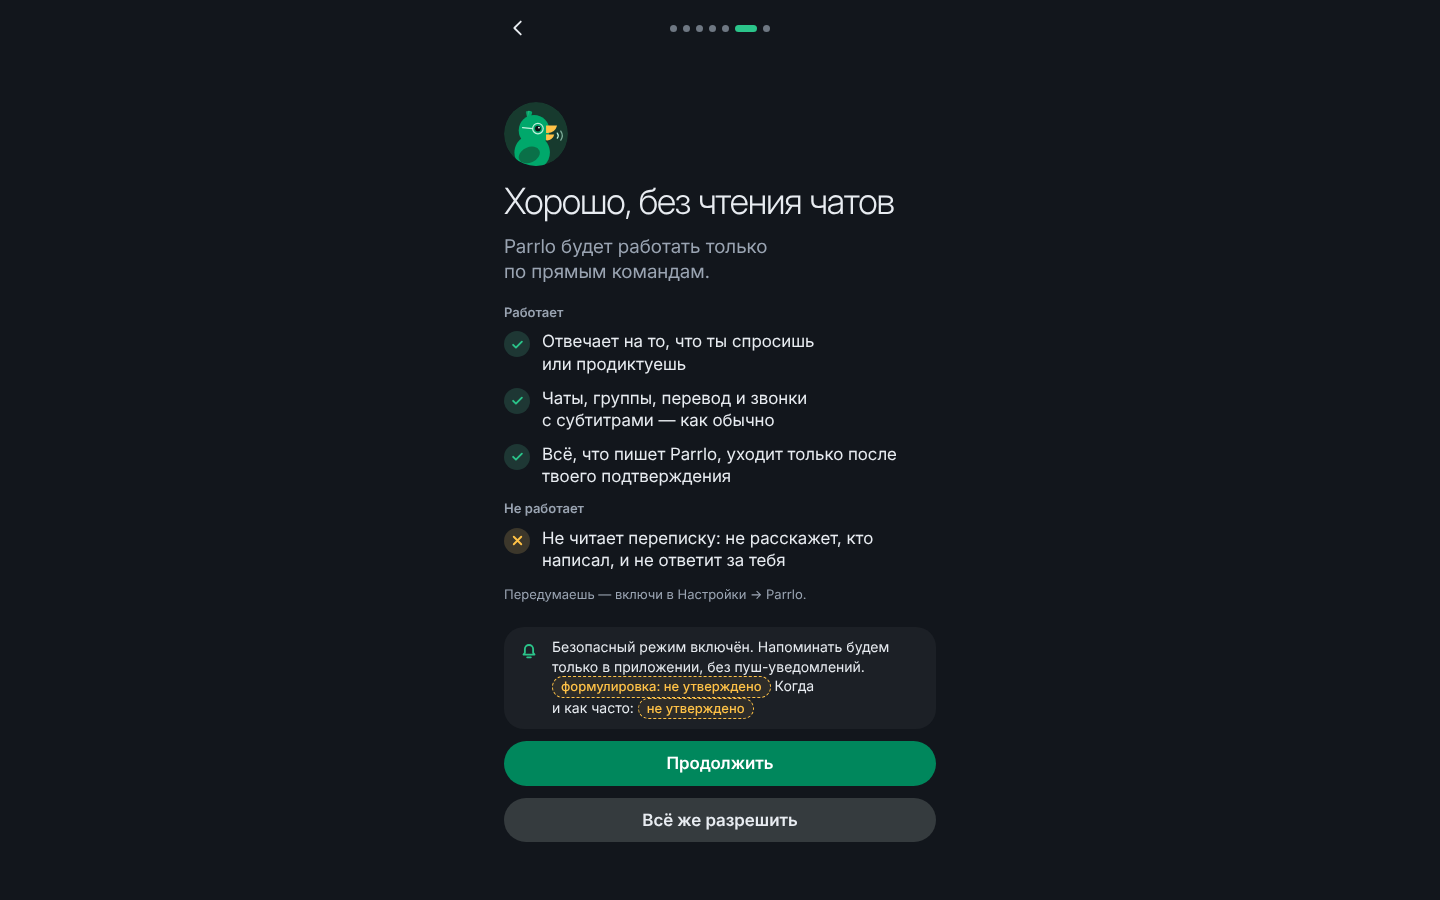 Хорошо, без чтения чатов
Parrlo будет работать только
по прямым командам.
Работает
Отвечает на то, что ты спросишь
или продиктуешь
Чаты, группы, перевод и звонки
с субтитрами — как обычно
Всё, что пишет Parrlo, уходит только после
твоего подтверждения
Не работает
Не читает переписку: не расскажет, кто
написал, и не ответит за тебя
Передумаешь — включи в Настройки → Parrlo.
Безопасный режим включён. Напоминать будем
только в приложении, без пуш-уведомлений.
формулировка: не утверждено Когда
и как часто: не утверждено
Продолжить
Всё же разрешить